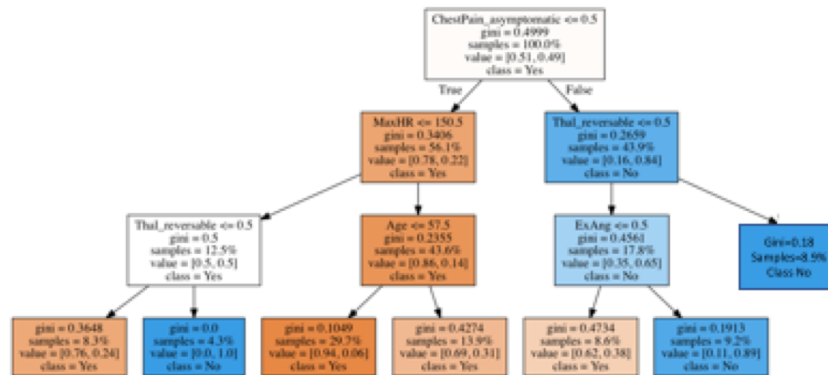 ChestPain_asymptomatic <= 0.5
gini = 0.4999
samples = 100.0%
value = [0.51, 0.49]
class = Yes
True
False
MaxHR <= 150.5
gini = 0.3406
samples = 56.1%
value = [0.78, 0.22]
class = Yes
Thal_reversable <= 0.5
gini = 0.2659
samples = 43.9%
value = [0.16, 0.84]
class = No
Thal_reversable <= 0.5
gini = 0.5
samples = 12.5%
value = [0.5, 0.5]
class = Yes
Age <= 57.5
gini = 0.2355
samples = 43.6%
value = [0.86, 0.14]
class = Yes
ExAng <= 0.5
gini = 0.4561
samples = 17.8%
value = [0.35, 0.65]
class = No
Gini=0.18
Samples=8.9%
Class No
gini = 0.3648
samples = 8.3%
value = [0.76, 0.24]
class = Yes
gini = 0.0
samples = 4.3%
value = [0.0, 1.0]
class = No
gini = 0.1049
samples = 29.7%
value = [0.94, 0.06]
class = Yes
gini = 0.4274
samples = 13.9%
value = [0.69, 0.31]
class = Yes
gini = 0.4734
samples = 8.6%
value = [0.62, 0.38]
class = Yes
gini = 0.1913
samples = 9.2%
value = [0.11, 0.89]
class = No